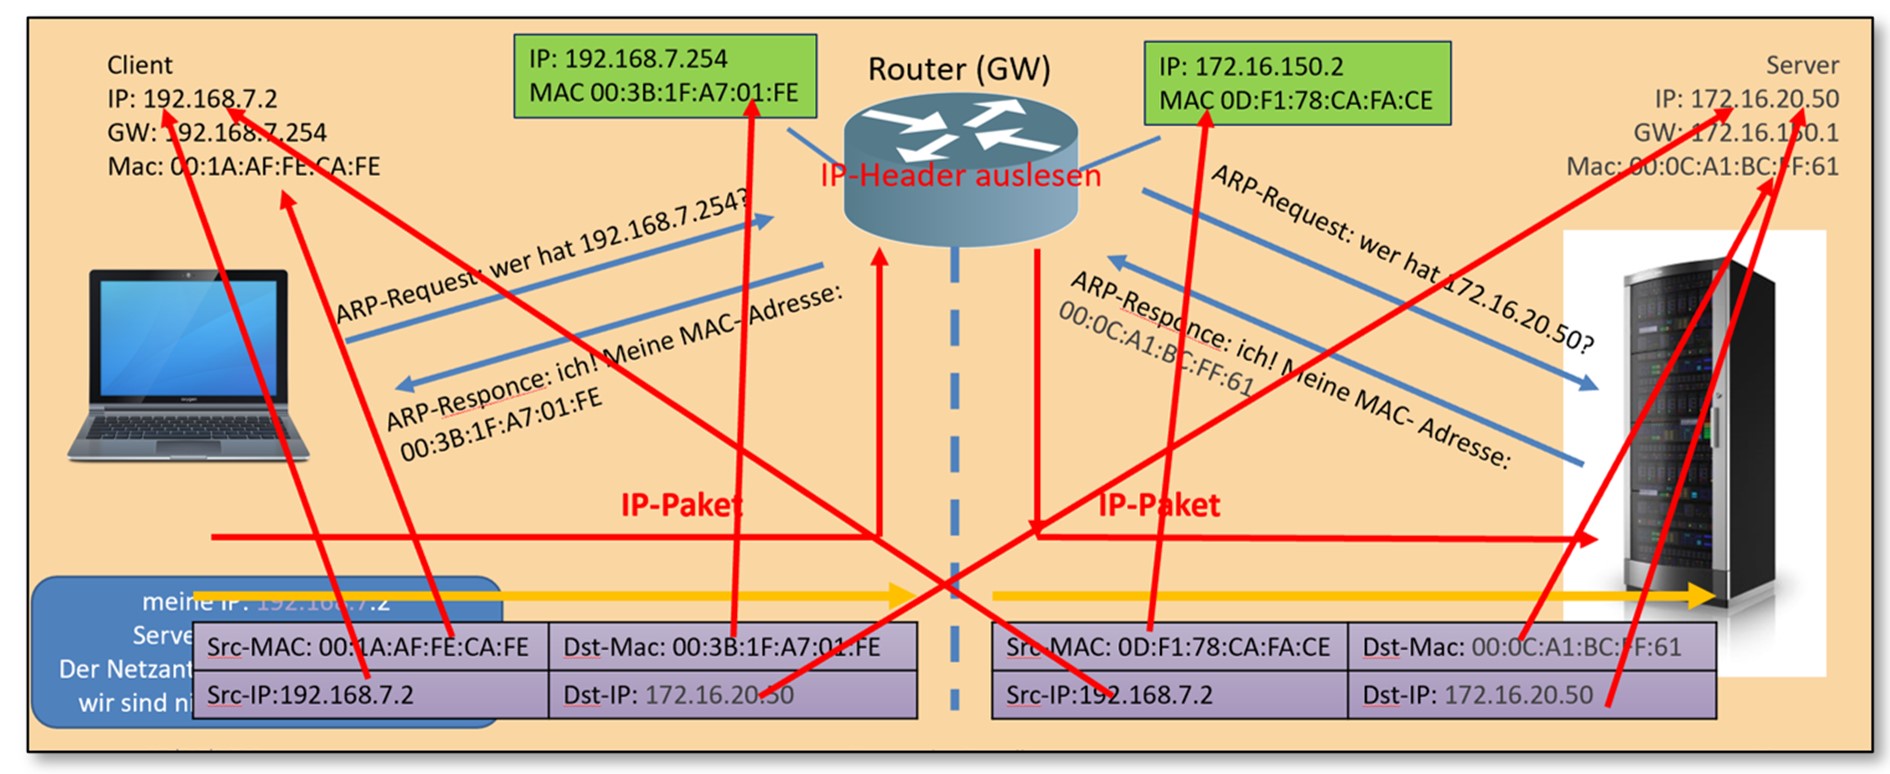 Client
IP: 192.168.7.2
GW: 192.168.7.254
Mac: 00:1A:AF:FE:CA:FE
IP: 192.168.7.254
MAC 00:3B:1F:A7:01:FE
Router (GW)
IP-Header auslesen
IP: 172.16.150.2
MAC 0D:F1:78:CA:FA:CE
Server
IP: 172.16.20.50
GW: 172.16.150.1
Mac: 00:0C:A1:BC:FF:61
ARP-Request: wer hat 192.168.7.254?
ARP-Responce: ich! Meine MAC- Adresse:
00:3B:1F:A7:01:FE
ARP-Request: wer hat 172.16.20.50?
ARP-Responce: ich! Meine MAC- Adresse:
00:0C:A1:BC:FF:61
IP-Paket
IP-Paket
meine IP: 192.168.7.2
Der
wir sind
Src-MAC: 00:1A:AF:FE:CA:FE
Dst-Mac: 00:3B:1F:A7:01:FE
Src-IP:192.168.7.2
Dst-IP: 172.16.20.50
Src-MAC: 0D:F1:78:CA:FA:CE
Dst-Mac: 00:0C:A1:BC:FF:61
Src-IP:192.168.7.2
Dst-IP: 172.16.20.50